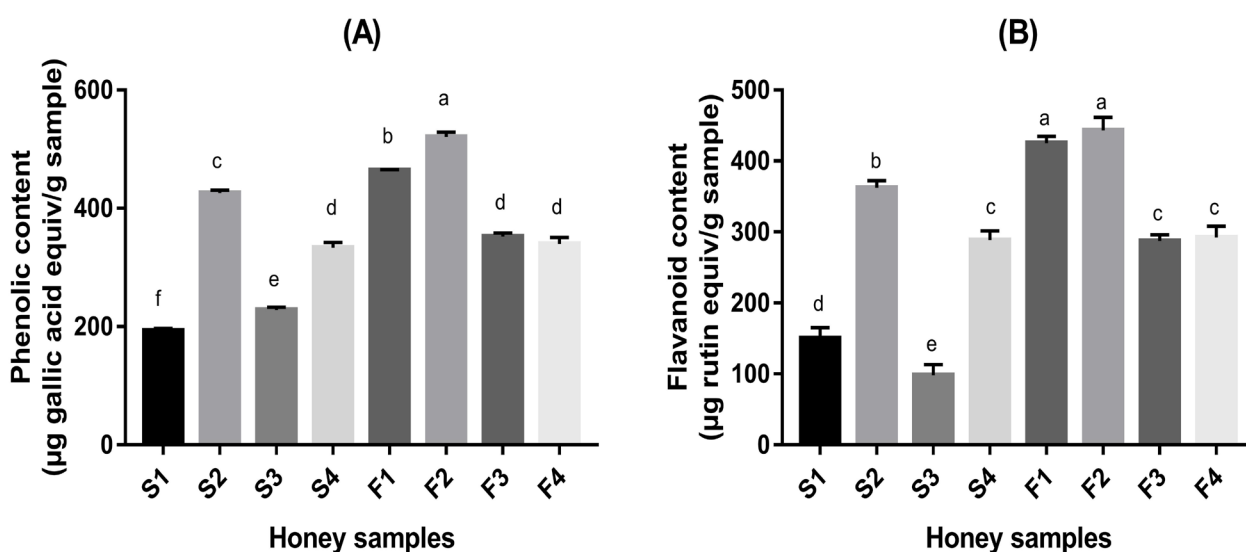 (A)
Phenolic content
(µg gallic acid equiv/g sample)
600
400
200
0
f
c
e
d
b
a
d
d
S1
S2
S3
S4
F1
F2
F3
F4
Honey samples
(B)
Flavanoid content
(µg rutin equiv/g sample)
500
400
300
200
100
0
d
b
e
c
a
a
c
c
S1
S2
S3
S4
F1
F2
F3
F4
Honey samples